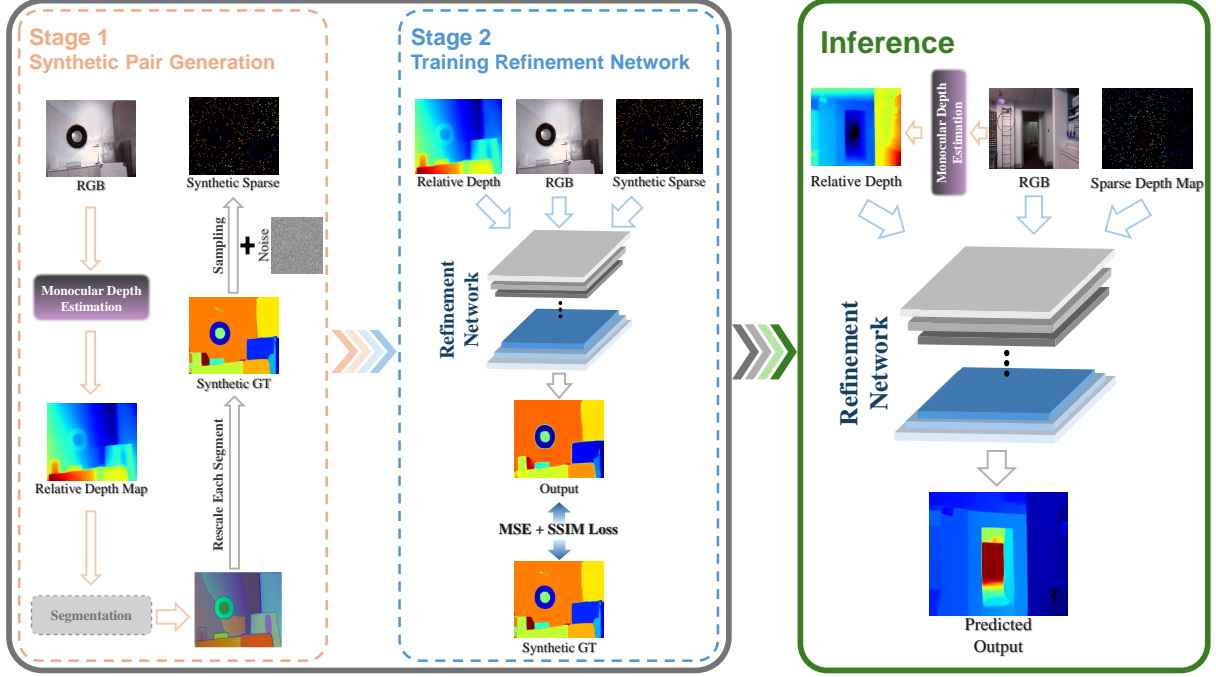 Stage 1
Synthetic Pair Generation
RGB
Synthetic Sparse
Sampling
+
Noise
Monocular Depth
Estimation
Synthetic GT
Relative Depth Map
Rescale Each Segment
Segmentation
Stage 2
Training Refinement Network
Relative Depth
RGB
Synthetic Sparse
Refinement
Network
Output
MSE + SSIM Loss
Synthetic GT
Inference
Monocular Depth
Estimation
Relative Depth
RGB
Sparse Depth Map
Refinement
Network
Predicted
Output